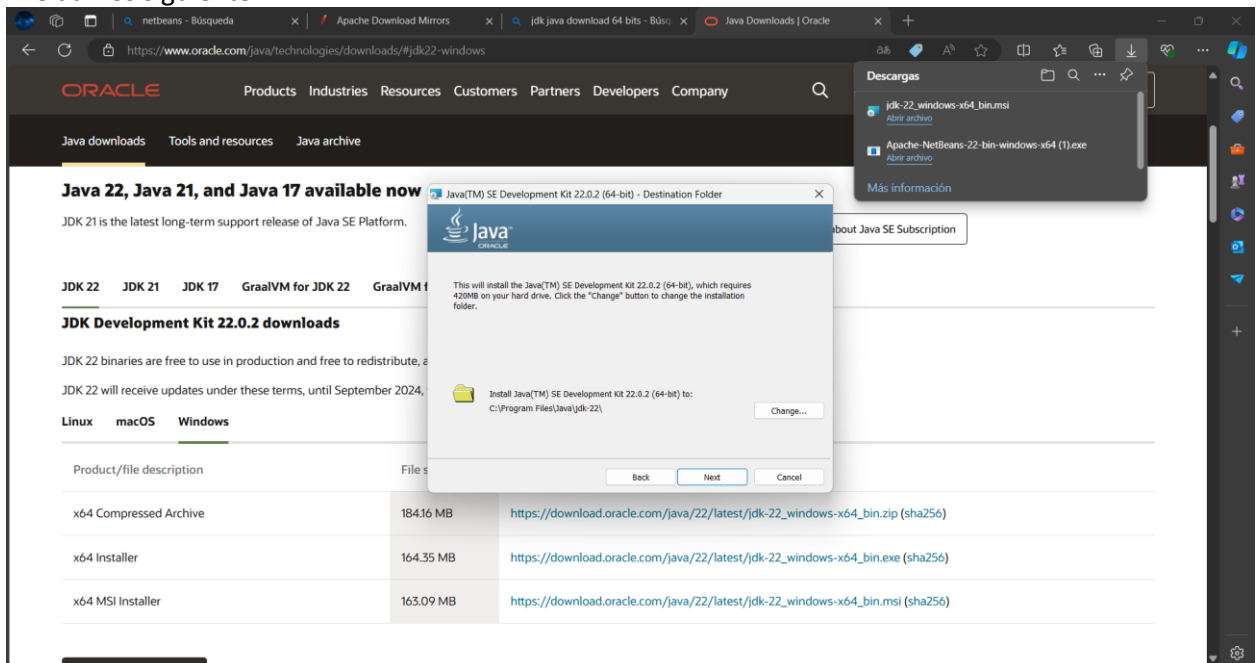 netbeans - Búsqueda
Apache Download Mirrors
jdk java download 64 bits - Búsq
Java Downloads | Oracle
https://www.oracle.com/java/technologies/downloads/#jdk22-windows
ORACLE
Products Industries Resources Customers Partners Developers Company
Descargas
jdk-22_windows-x64_bin.msi
Abrir archivo
Apache-NetBeans-22-bin-windows-x64 (1).exe
Abrir archivo
Más información
Java downloads Tools and resources Java archive
Java 22, Java 21, and Java 17 available now
JDK 21 is the latest long-term support release of Java SE Platform.
about Java SE Subscription
JDK 22 JDK 21 JDK 17 GraalVM for JDK 22 GraalVM f
JDK Development Kit 22.0.2 downloads
JDK 22 binaries are free to use in production and free to redistribute, a
JDK 22 will receive updates under these terms, until September 2024,
Linux macOS Windows
Java(TM) SE Development Kit 22.0.2 (64-bit) - Destination Folder
Java
ORACLE
This will install the Java(TM) SE Development Kit 22.0.2 (64-bit), which requires
420MB on your hard drive. Click the "Change" button to change the installation
folder.
Install Java(TM) SE Development Kit 22.0.2 (64-bit) to:
C:\Program Files\Java\jdk-22\
Change...
Back Next Cancel
Product/file description File s
x64 Compressed Archive 184.16 MB https://download.oracle.com/java/22/latest/jdk-22_windows-x64_bin.zip (sha256)
x64 Installer 164.35 MB https://download.oracle.com/java/22/latest/jdk-22_windows-x64_bin.exe (sha256)
x64 MSI Installer 163.09 MB https://download.oracle.com/java/22/latest/jdk-22_windows-x64_bin.msi (sha256)